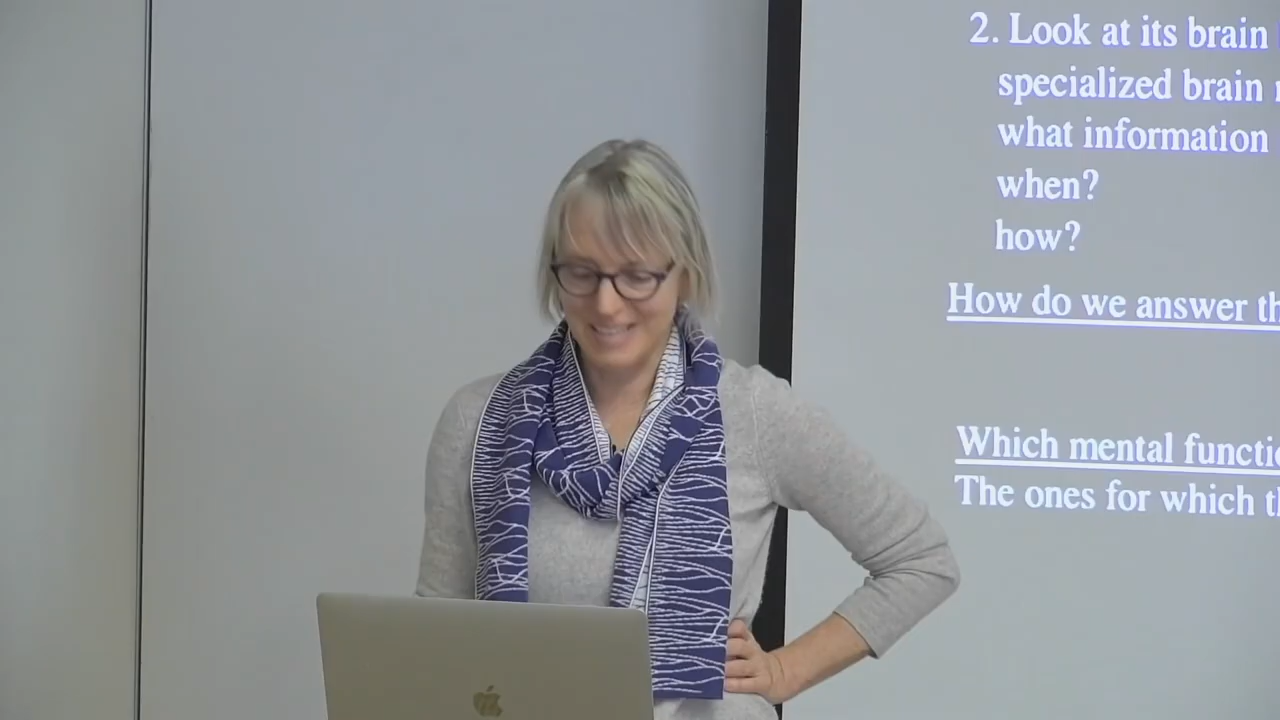 2. Look at its brain
specialized brain
what information
when?
how?
How do we answer th
Which mental functi
The ones for which th